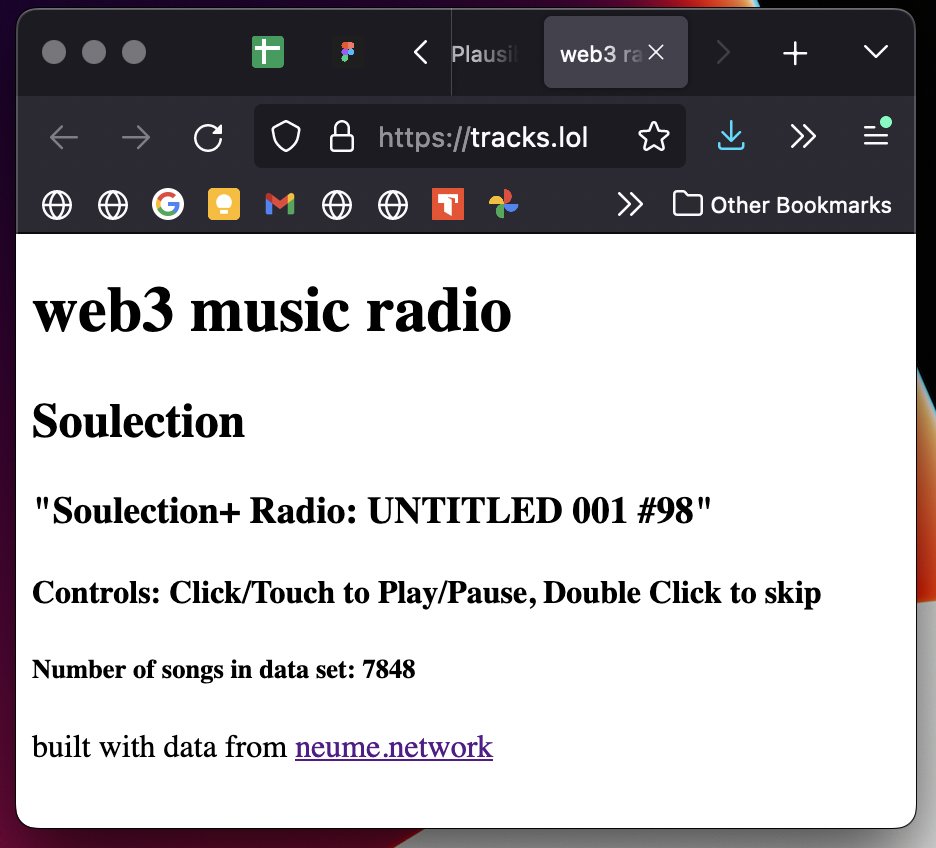 Plausi
web3 ra
https://tracks.lol
Other Bookmarks
web3 music radio
Soulection
"Soulection+ Radio: UNTITLED 001 #98"
Controls: Click/Touch to Play/Pause, Double Click to skip
Number of songs in data set: 7848
built with data from neume.network